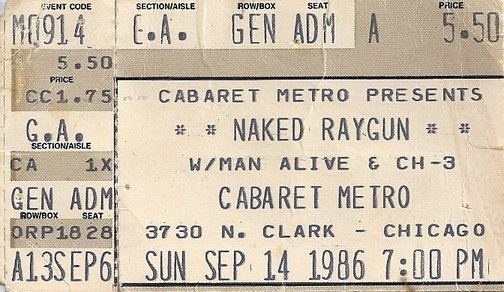 EVENT CODE SECTION/AISLE ROW/BOX SEAT PRICE
M0914 G.A. GEN ADM A 5.50
5.50
PRICE
CC1.75
G.A.
SECTION/AISLE
CA 1X
GEN ADM
ROW/BOX SEAT
ORP1828
A13SEP6
CABARET METRO PRESENTS
* * NAKED RAYGUN * *
W/MAN ALIVE & CH-3
CABARET METRO
3730 N. CLARK - CHICAGO
SUN SEP 14 1986 7:00 PM